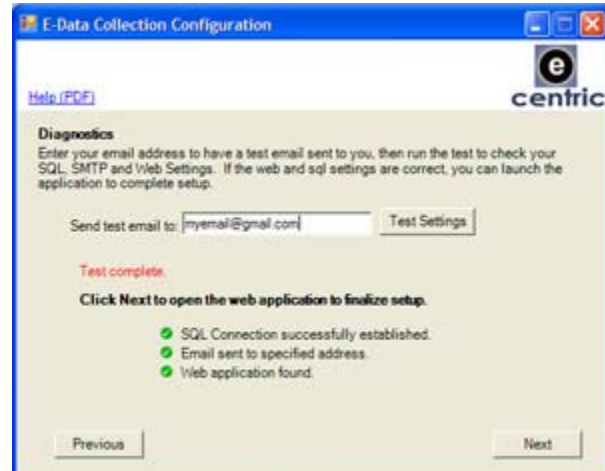 E-Data Collection Configuration
e
centric
Help (PDF)
Diagnostics
Enter your email address to have a test email sent to you, then run the test to check your
SQL, SMTP and Web Settings. If the web and sql settings are correct, you can launch the
application to complete setup.
Send test email to: myemail@gmail.com Test Settings
Test complete.
Click Next to open the web application to finalize setup.
SQL Connection successfully established.
Email sent to specified address.
Web application found.
Previous Next